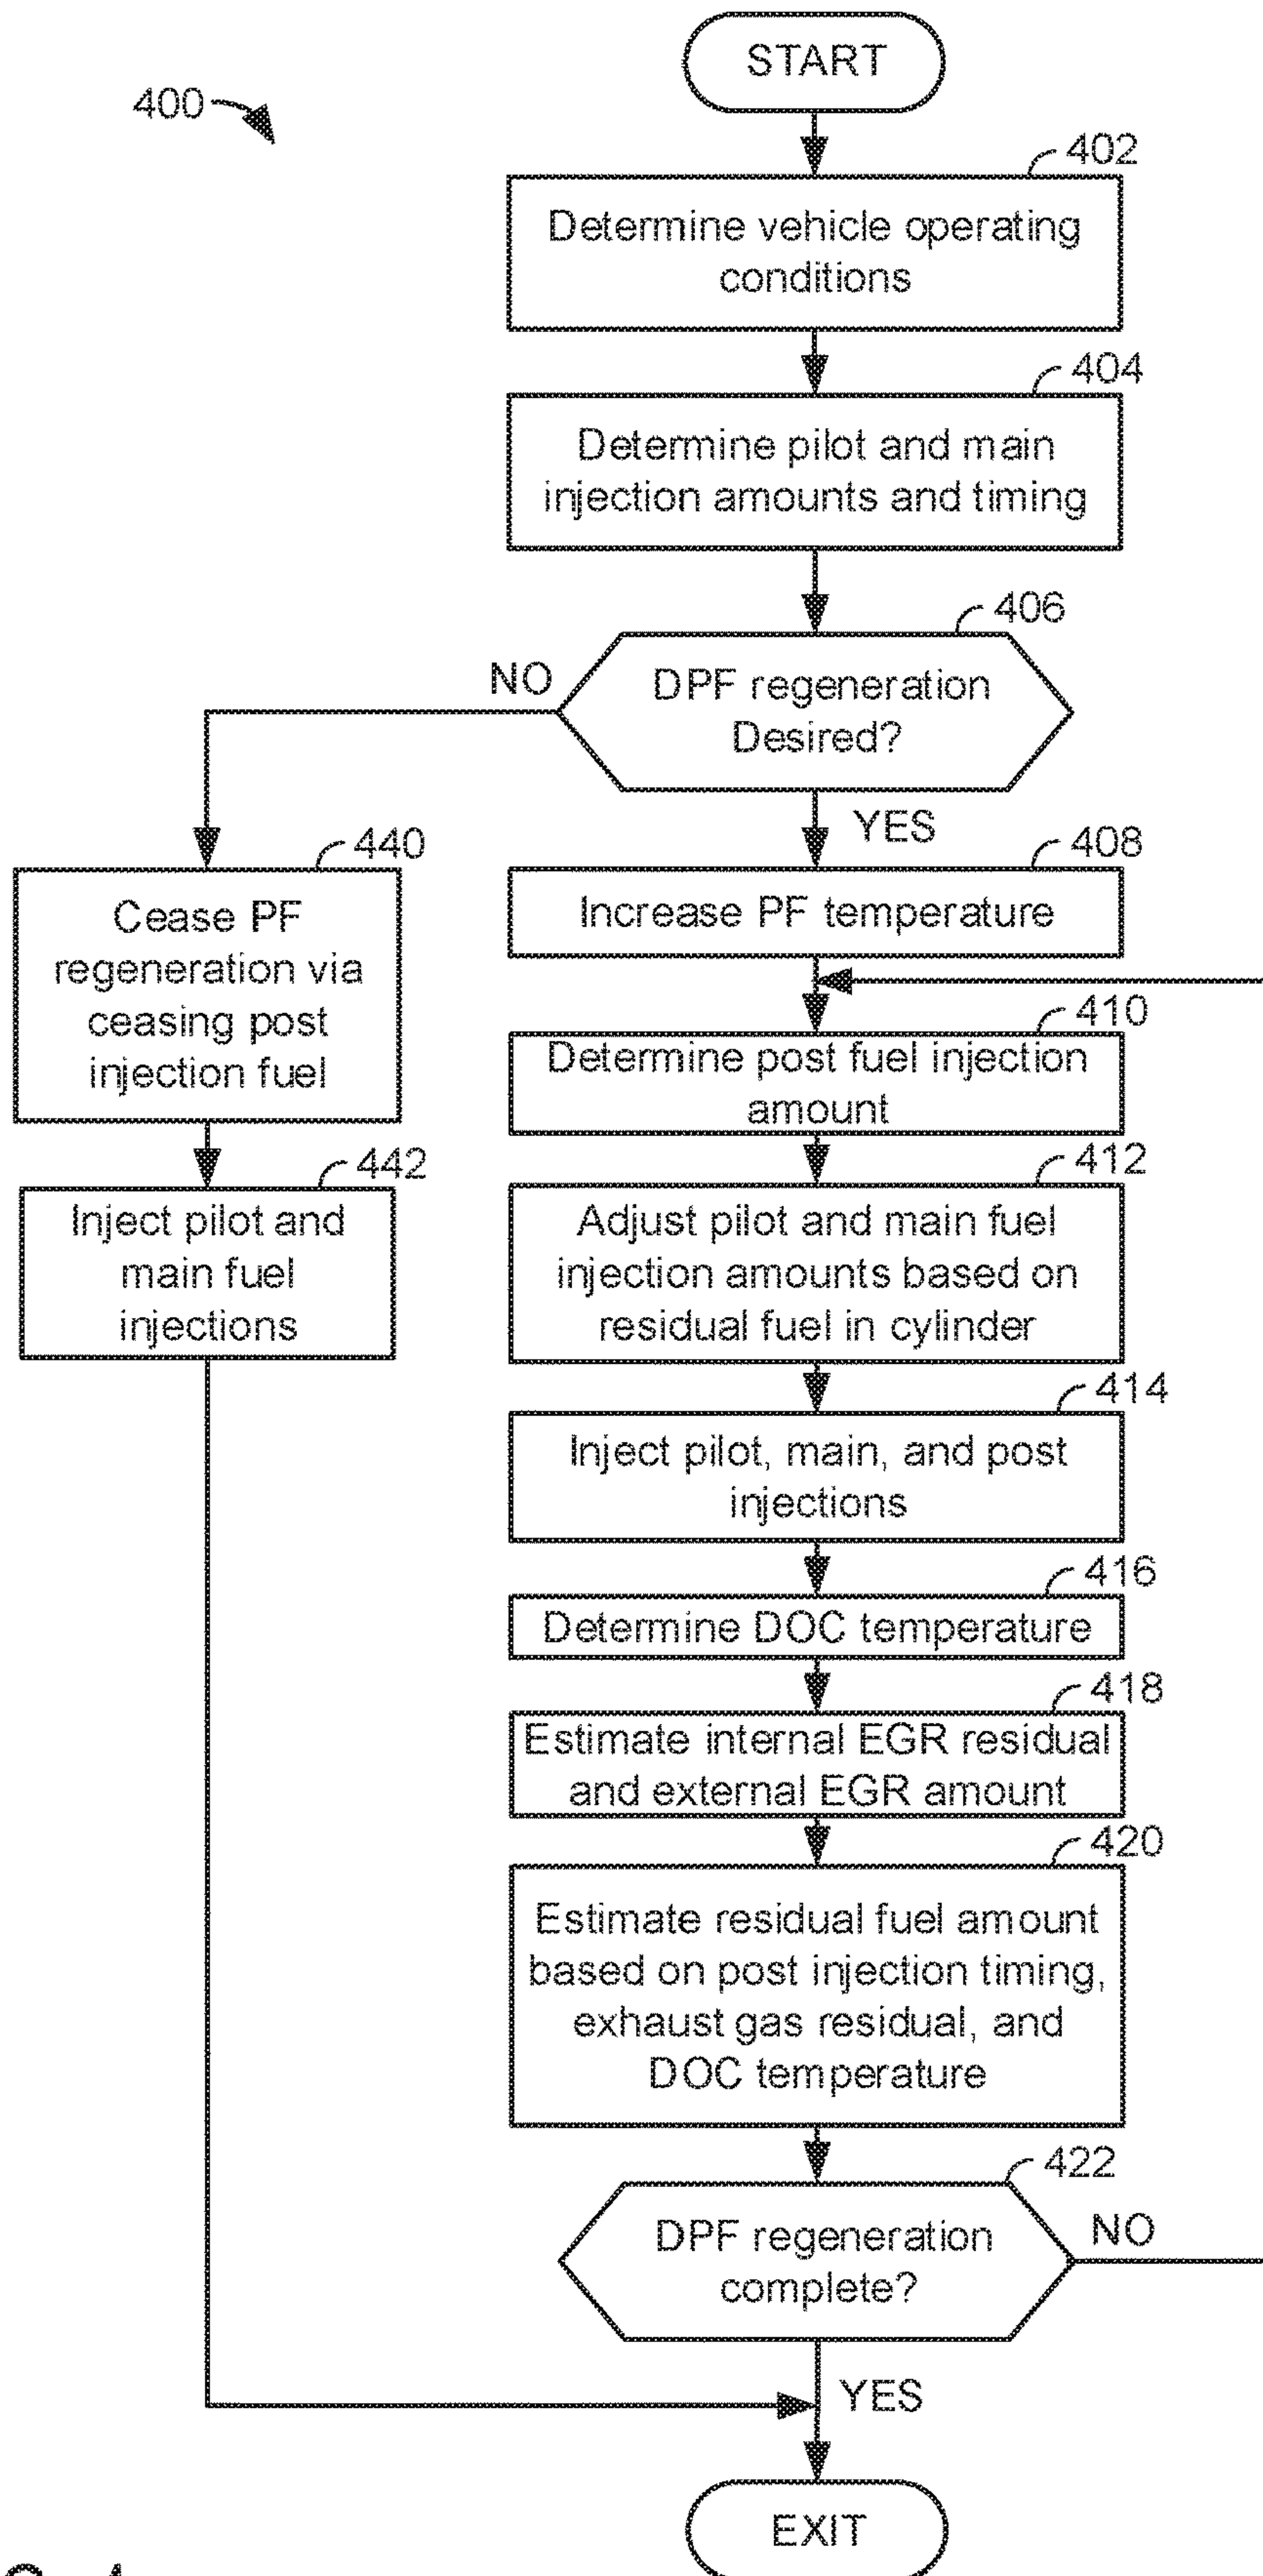 START
400
402
Determine vehicle operating
conditions
404
Determine pilot and main
injection amounts and timing
406
NO
DPF regeneration
Desired?
YES
440
408
Cease PF
regeneration via
ceasing post
injection fuel
Increase PF temperature
410
Determine post fuel injection
amount
442
412
Inject pilot and
main fuel
injections
Adjust pilot and main fuel
injection amounts based on
residual fuel in cylinder
414
Inject pilot, main, and post
injections
416
Determine DOC temperature
418
Estimate internal EGR residual
and external EGR amount
420
Estimate residual fuel amount
based on post injection timing,
exhaust gas residual, and
DOC temperature
422
DPF regeneration
complete?
NO
YES
EXIT